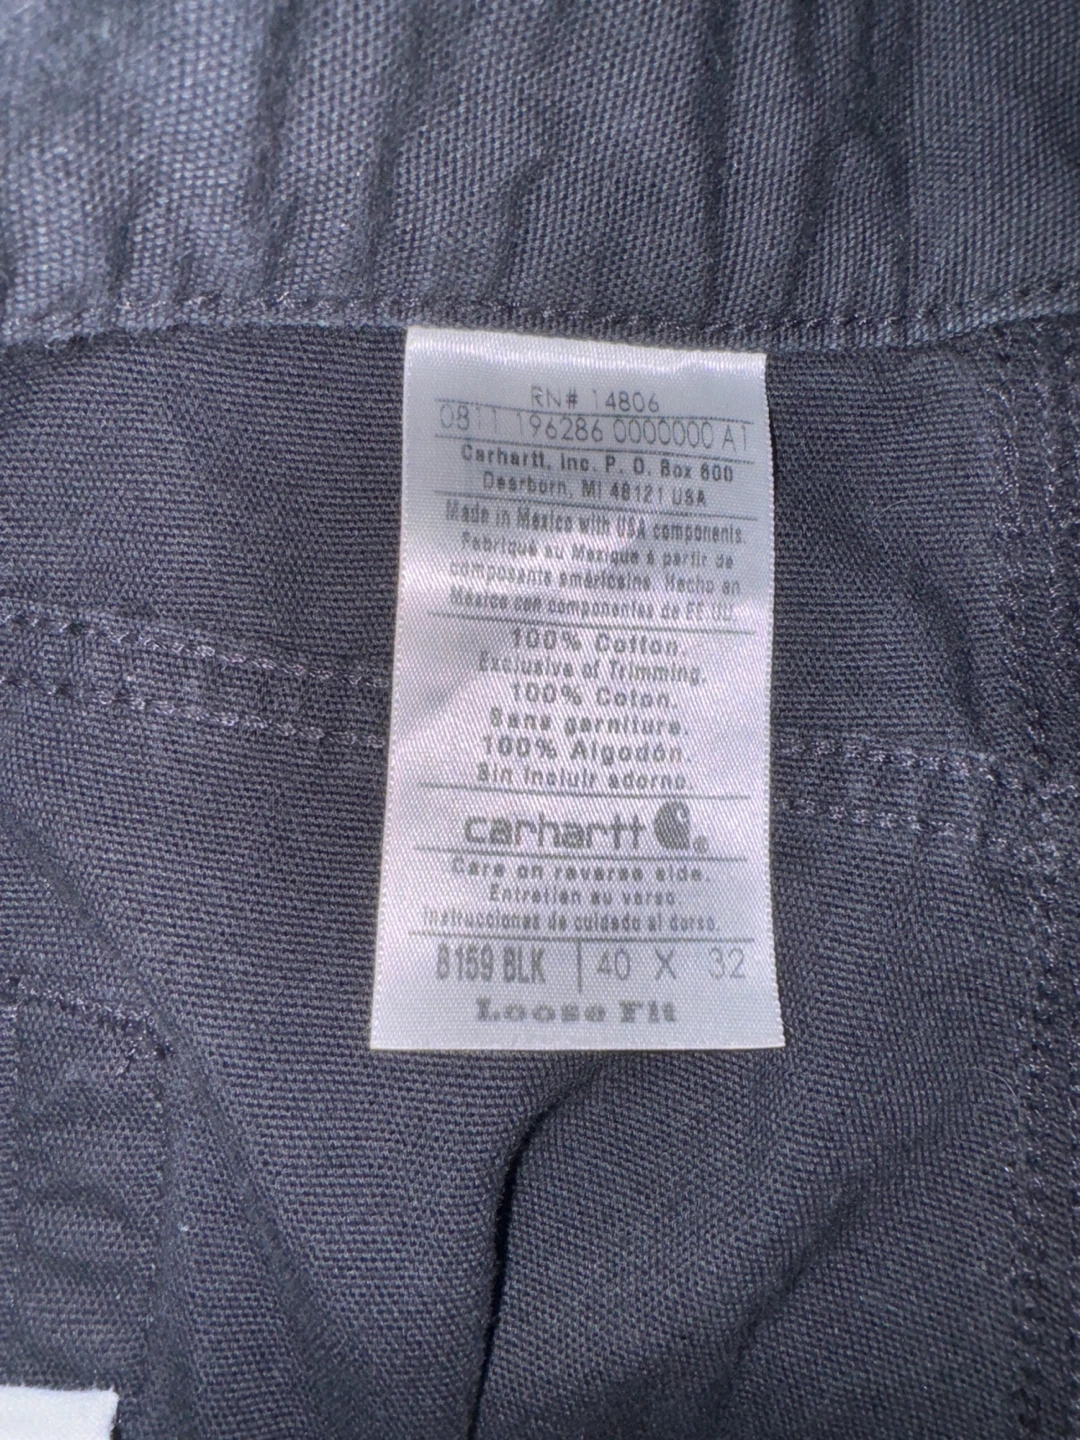 RN# 14806
0811 196286 0000000 A1
Carhartt, Inc. P. O. Box 600
Dearborn, MI 48121 USA
Made in Mexico with USA components.
Fabriqué au Mexique à partir de
composants américains. Hecho en
México con componentes de EE.UU.
100% Cotton.
Exclusive of Trimming.
100% Coton.
Sans garniture.
100% Algodón.
Sin incluir adorno.
carhartt
Care on reverse side.
Entretien au verso
Instrucciones de cuidado al dorso.
B159 BLK | 40 X 32
Loose Fit